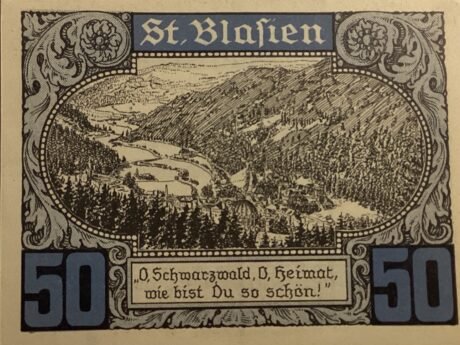 St. Blaſien
„O, Schwarzwald, O, Heimat,
wie bist Du so schön!"
50 50